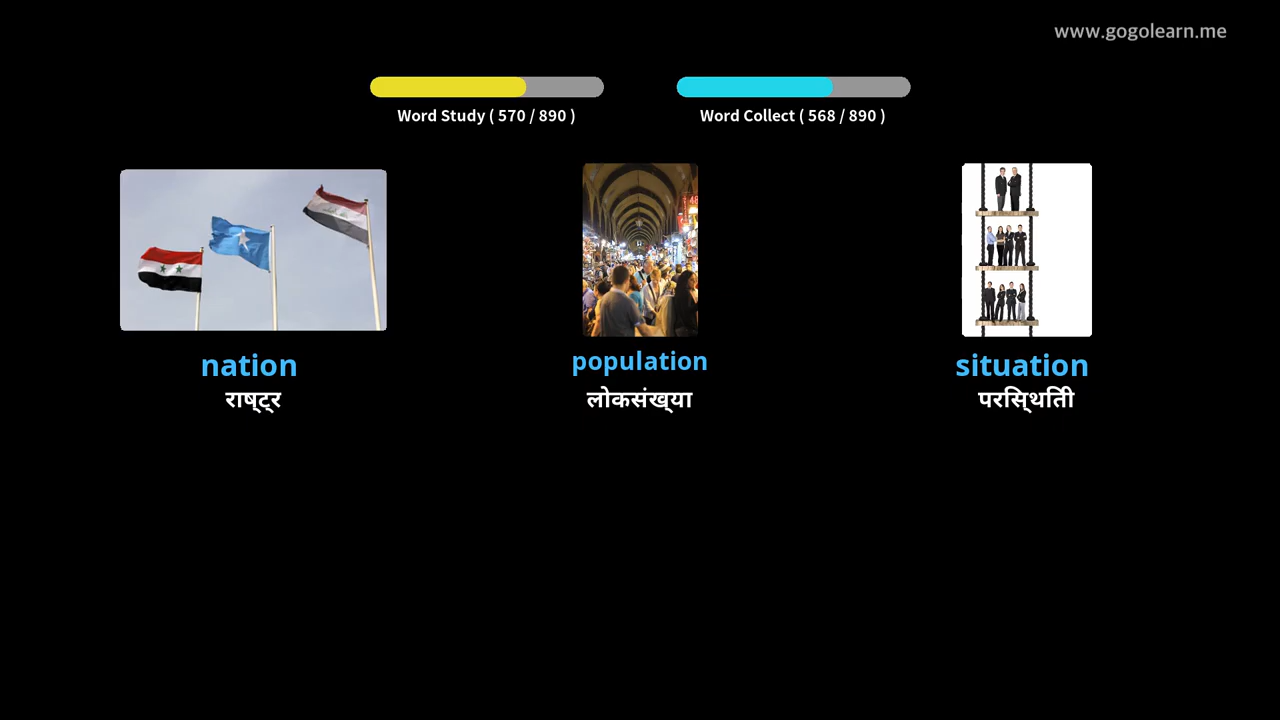 www.gogolearn.me
Word Study ( 570 / 890 )
Word Collect ( 568 / 890 )
nation
राष्ट्र
population
लोकसंख्या
situation
परिस्थिती